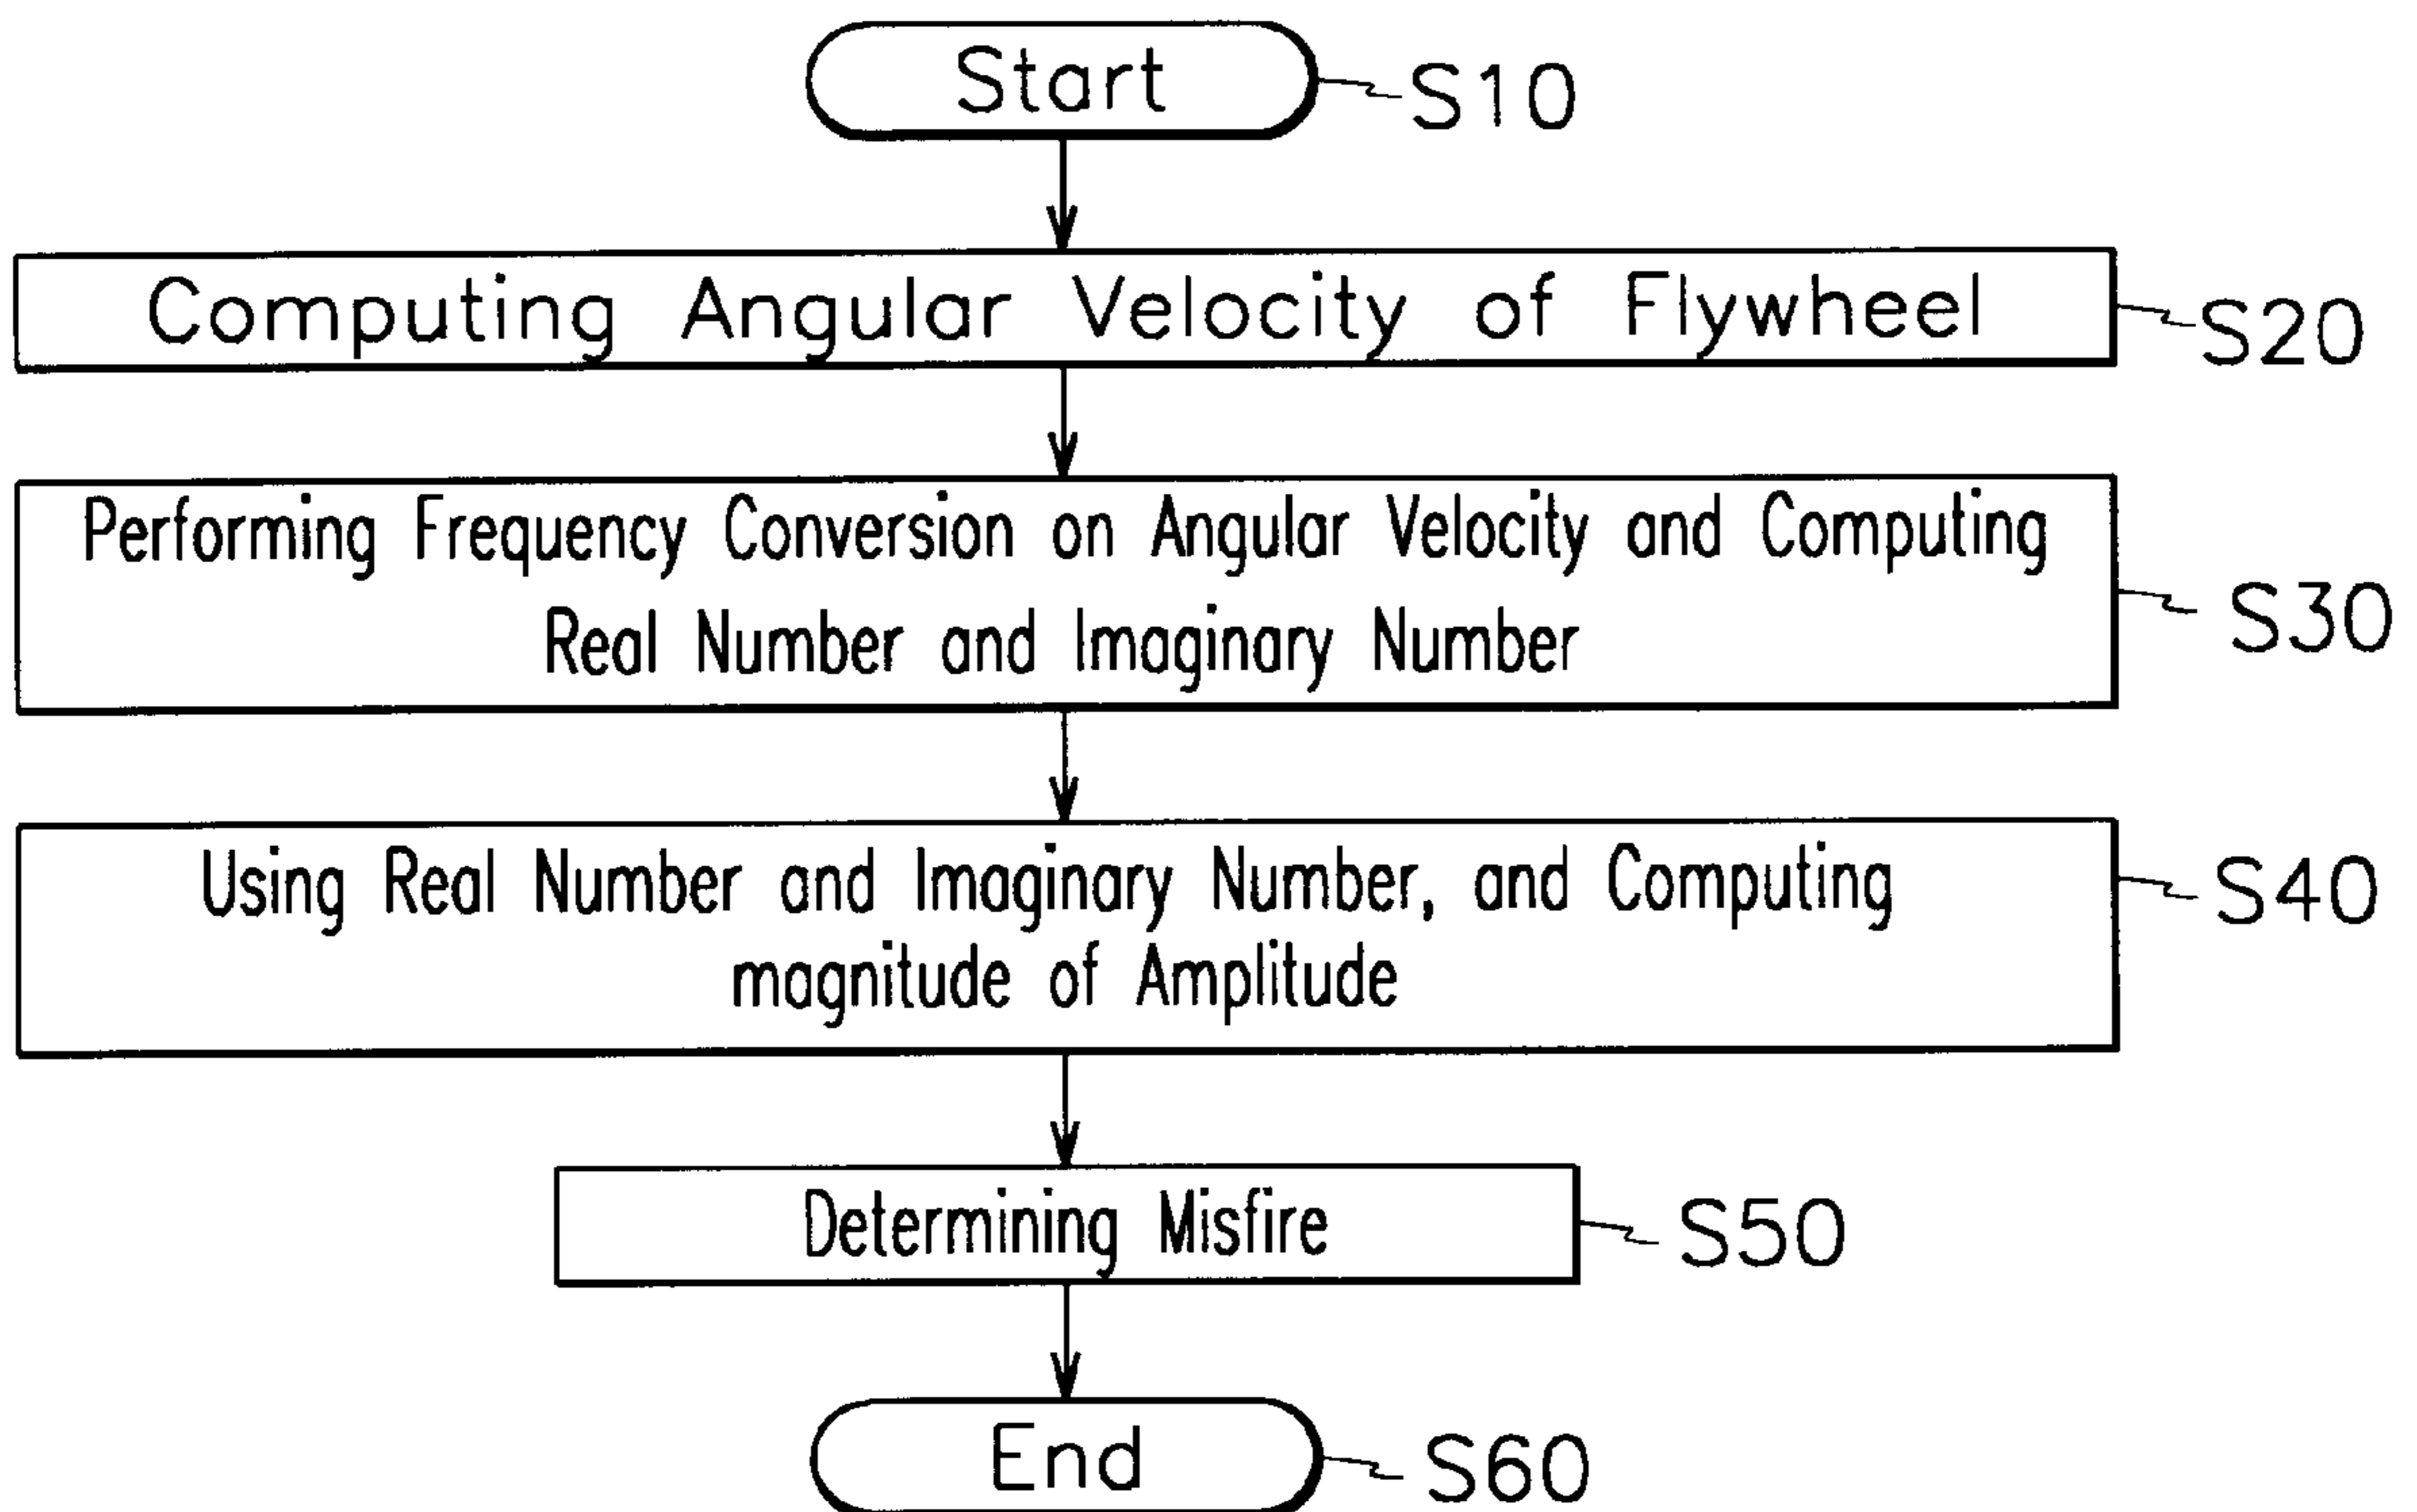 Start
S10
Computing Angular Velocity of Flywheel
S20
Performing Frequency Conversion on Angular Velocity and Computing
Real Number and Imaginary Number
S30
Using Real Number and Imaginary Number, and Computing
magnitude of Amplitude
S40
Determining Misfire
S50
End
S60